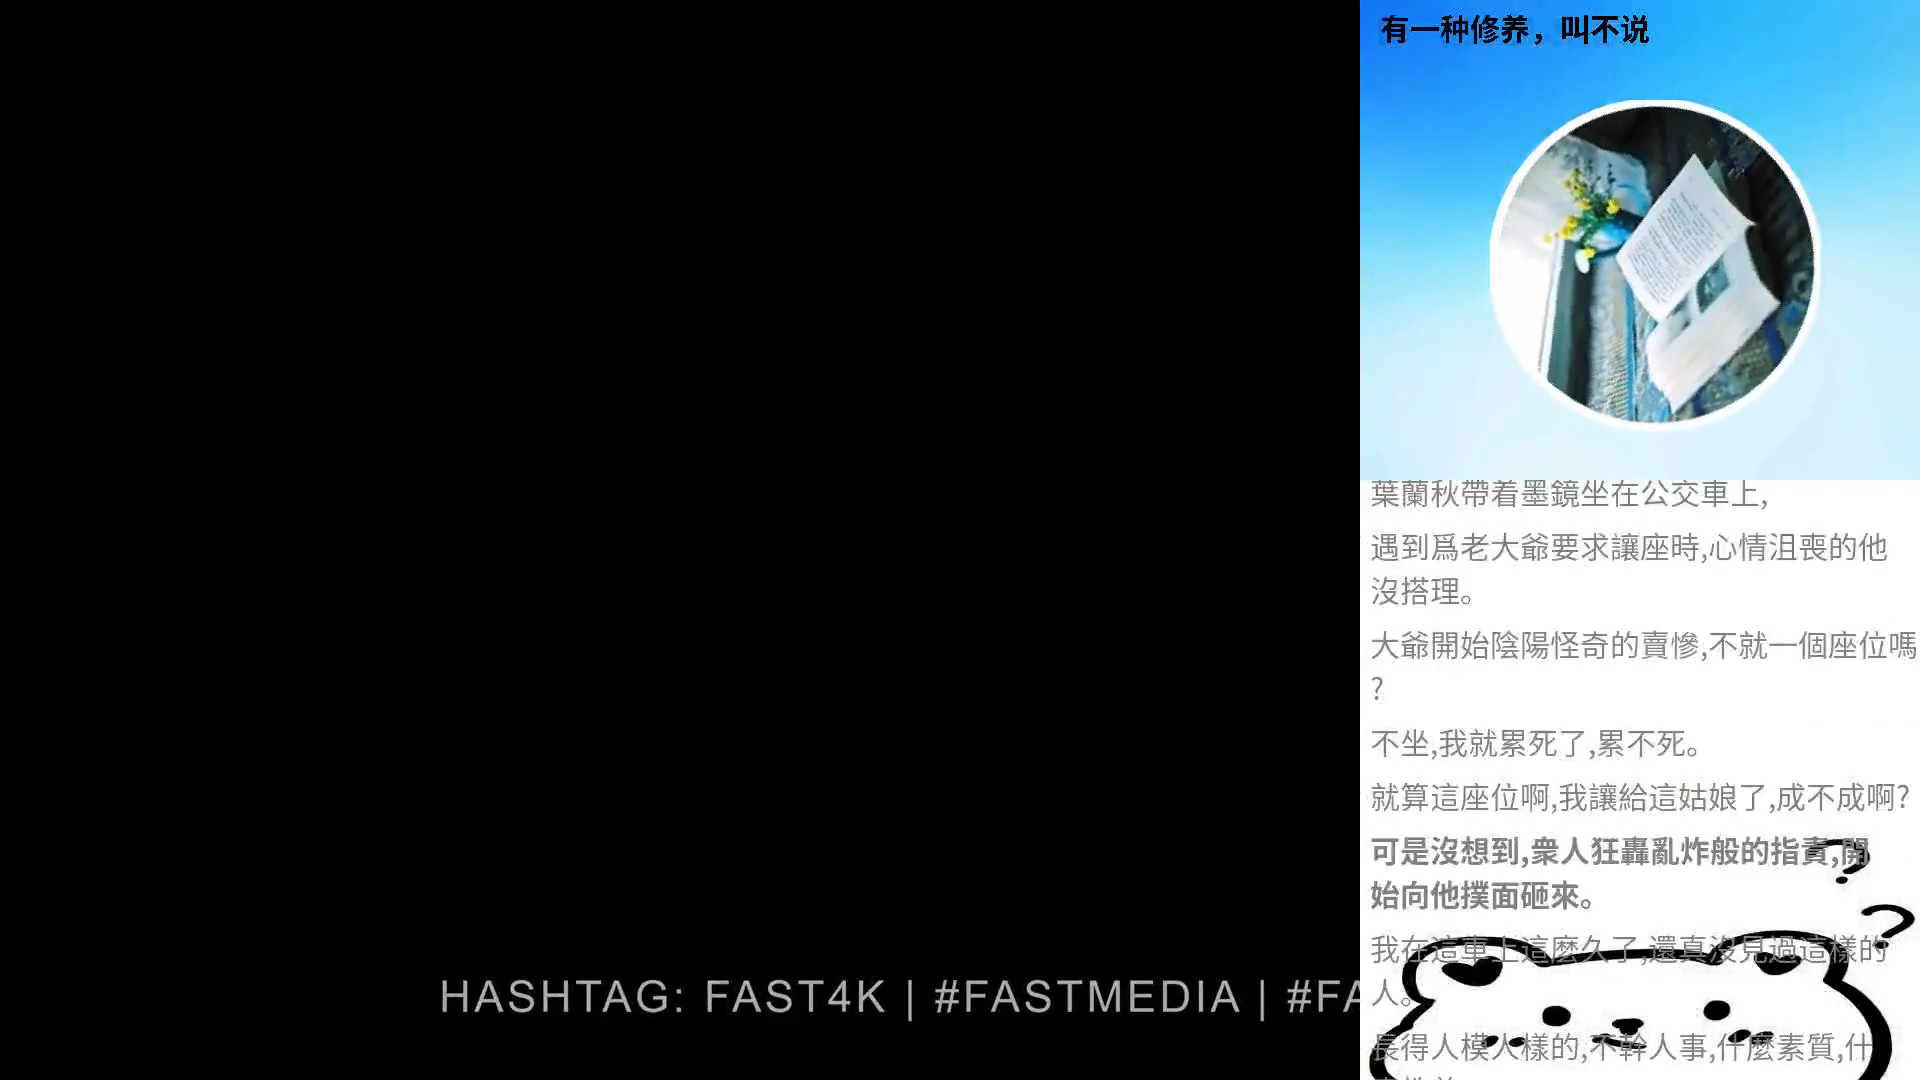 有一种修养，叫不说
葉蘭秋帶着墨鏡坐在公交車上,
遇到爲老大爺要求讓座時,心情沮喪的他
沒搭理。
大爺開始陰陽怪奇的賣慘,不就一個座位嗎
?
不坐,我就累死了,累不死。
就算這座位啊,我讓給這姑娘了,成不成啊?
可是沒想到,衆人狂轟亂炸般的指責,開
始向他撲面砸來。
我在這車上這麽久了,還真沒見過這樣的
人。
長得人模人樣的,不幹人事,什麽素質,什
HASHTAG: FAST4K | #FASTMEDIA | #FA